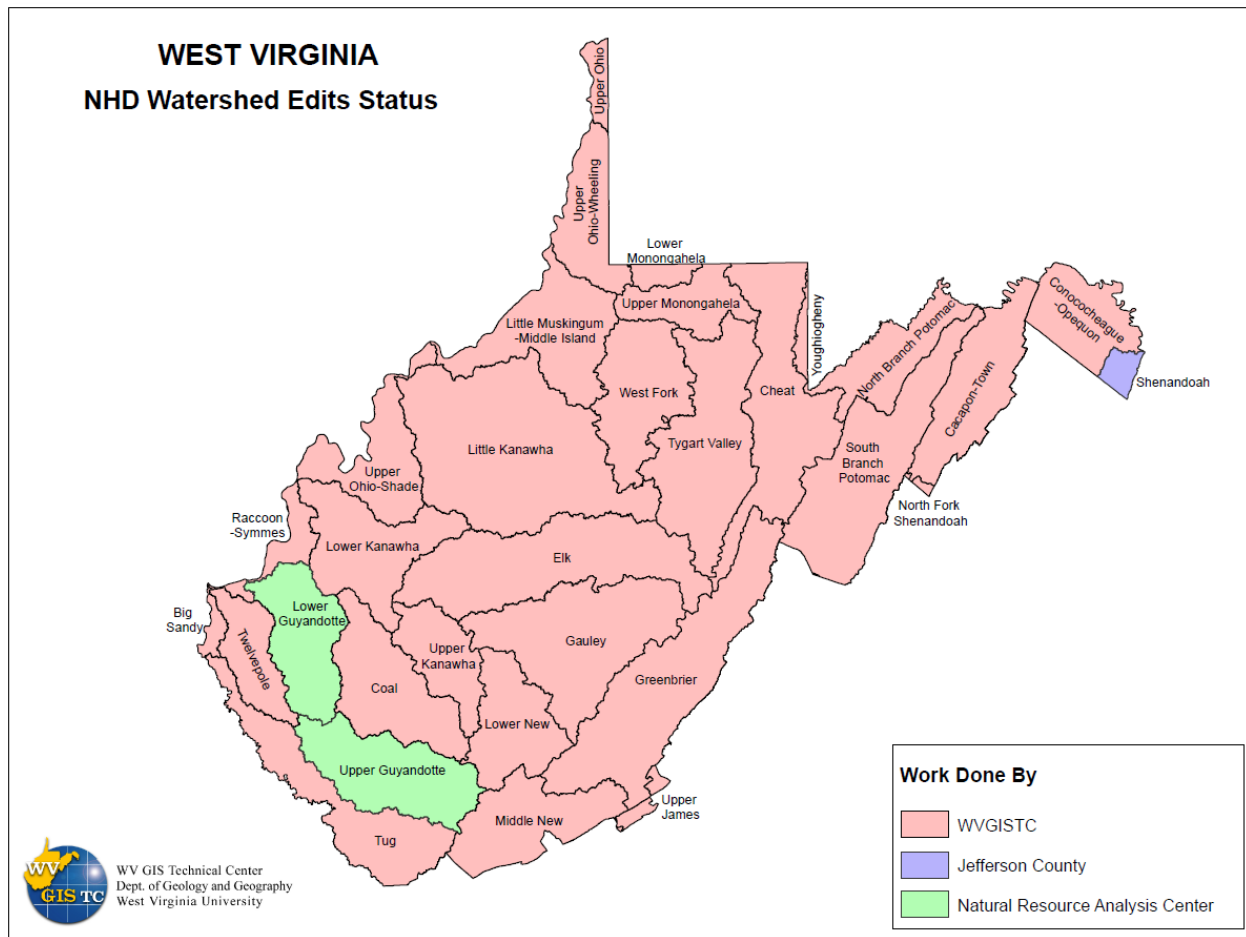 WEST VIRGINIA
NHD Watershed Edits Status
Upper Ohio
Upper
Ohio-Wheeling
Lower
Monongahela
Upper Monongahela
Youghiogheny
Little Muskingum
-Middle Island
North Branch Potomac
Conococheague
-Opequon
Shenandoah
West Fork
Cheat
Cacapon-Town
Little Kanawha
Tygart Valley
South
Branch
Potomac
Upper
Ohio-Shade
North Fork
Shenandoah
Raccoon
-Symmes
Lower Kanawha
Elk
Big
Sandy
Lower
Guyandotte
Twelvepole
Upper
Kanawha
Gauley
Greenbrier
Coal
Lower New
Upper Guyandotte
Upper
James
Middle New
Tug
Work Done By
WVGISTC
Jefferson County
Natural Resource Analysis Center
WV
GIS TC
WV GIS Technical Center
Dept. of Geology and Geography
West Virginia University